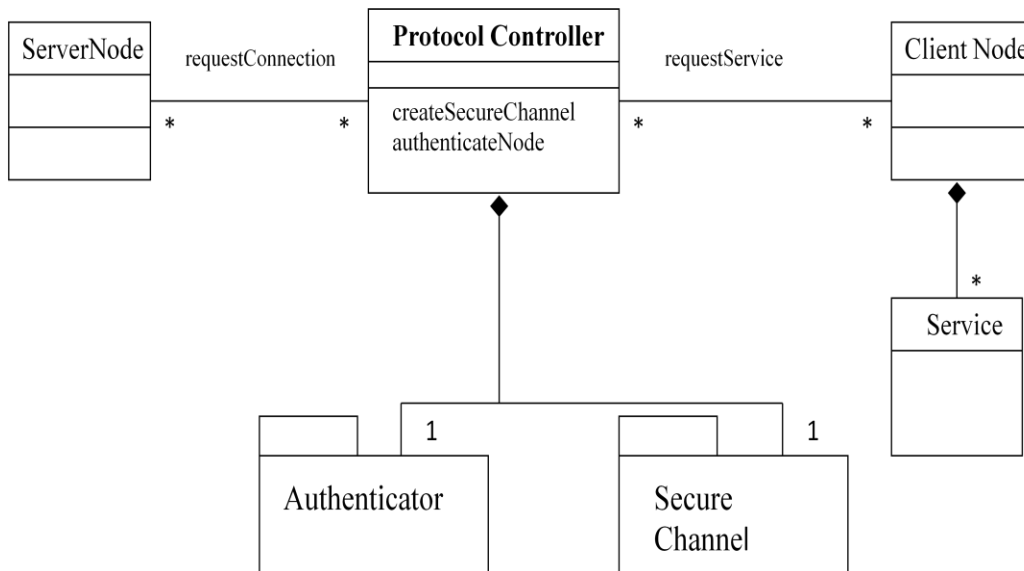 ServerNode
requestConnection
Protocol Controller
requestService
Client Node
createSecureChannel
authenticateNode
*
*
*
*
*
Service
1
1
Authenticator
Secure
Channel